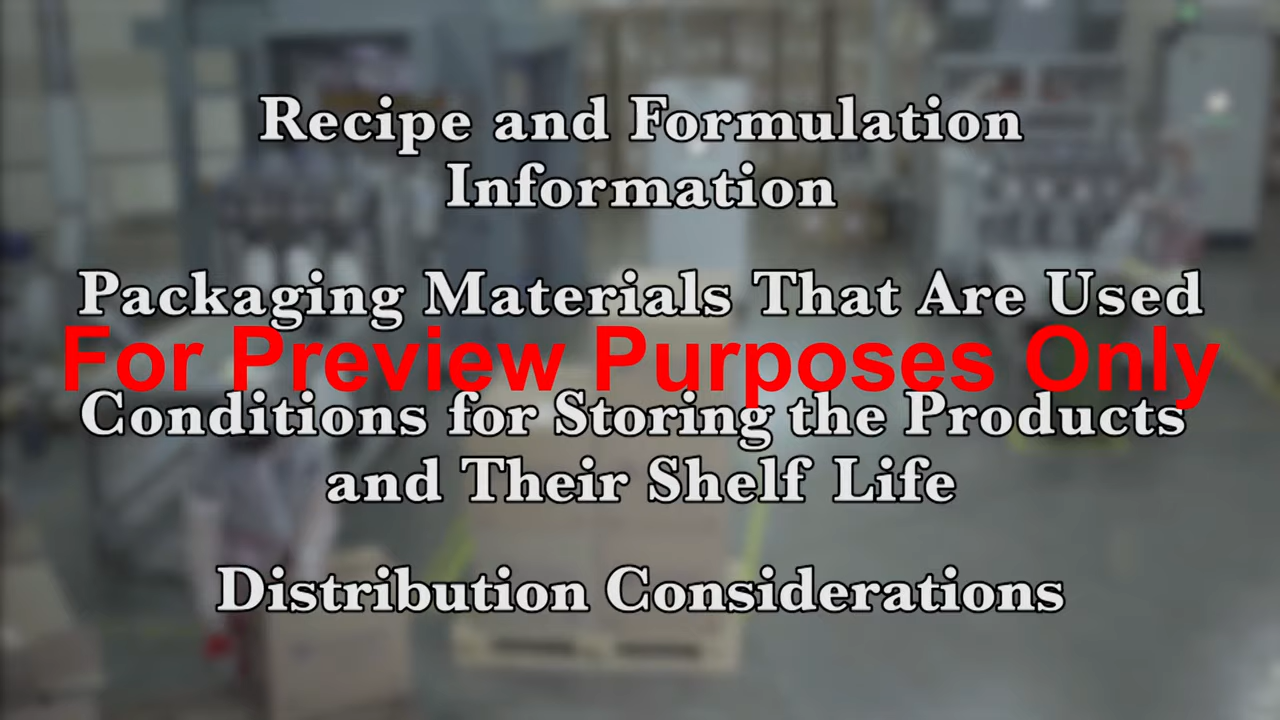 Recipe and Formulation
Information
Packaging Materials That Are Used
For Preview Purposes Only
Conditions for Storing the Products
and Their Shelf Life
Distribution Considerations